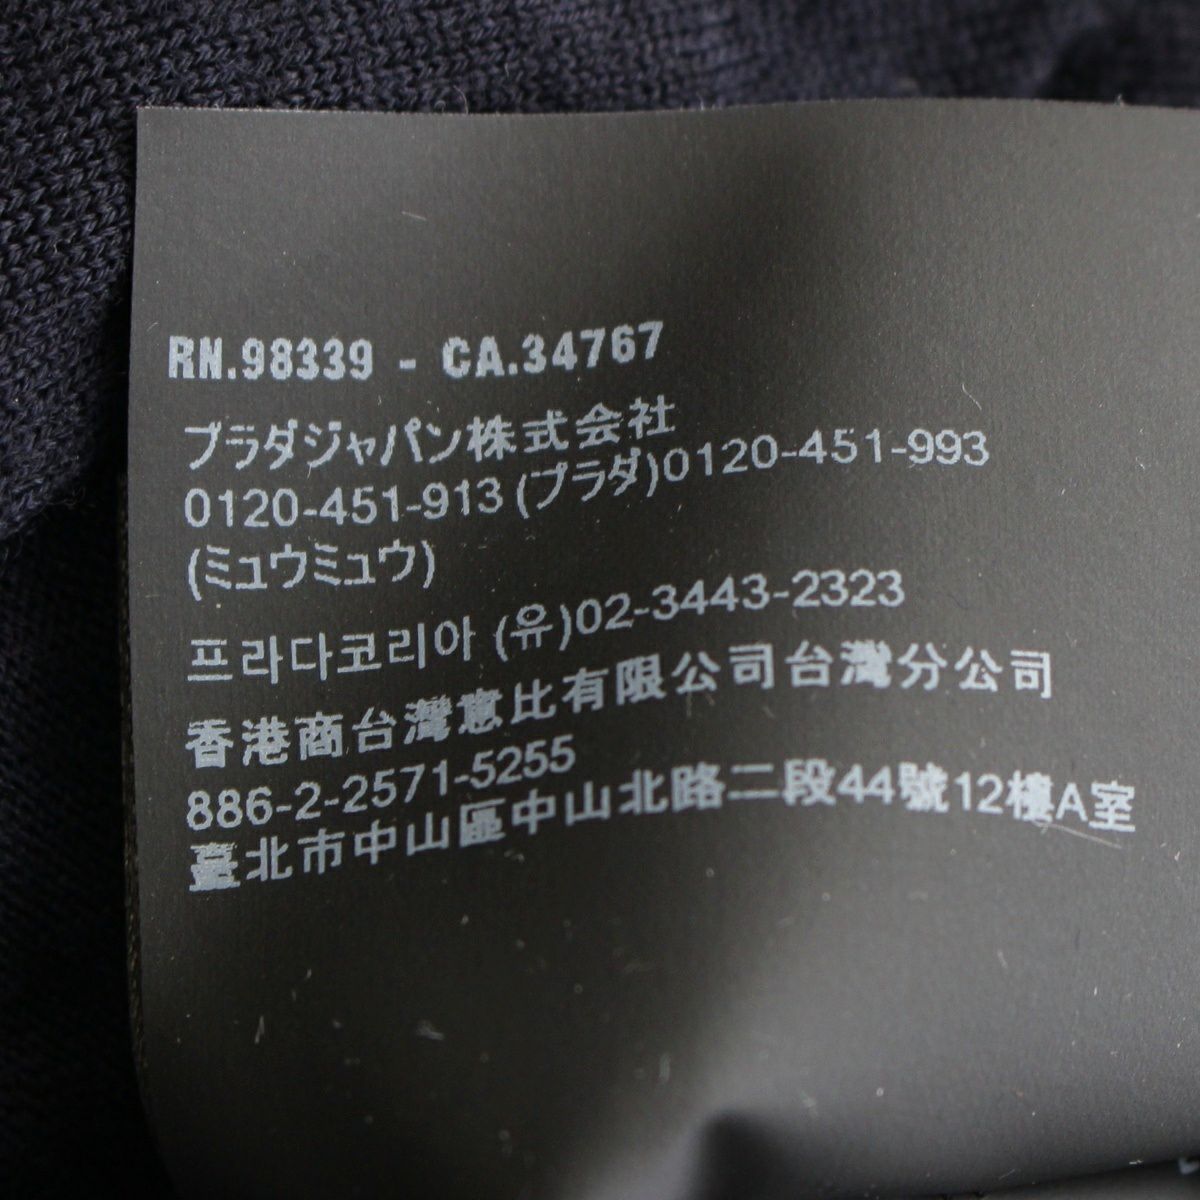 RN.98339 - CA.34767
プラダジャパン株式会社
0120-451-913 (プラダ)0120-451-993
(ミュウミュウ)
프라다코리아 (유)02-3443-2323
香港商台灣惠比有限公司台灣分公司
886-2-2571-5255
臺北市中山區中山北路二段44號12樓A室